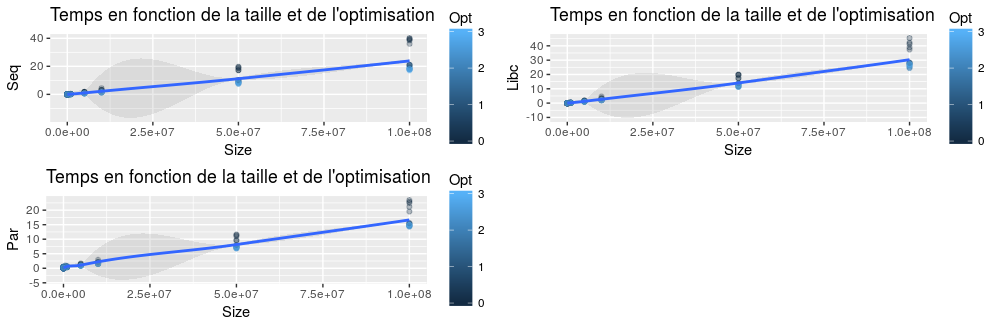 Temps en fonction de la taille et de l'optimisation
Opt
3
2
1
0
40
20
0
Seq
0.0e+00 2.5e+07 5.0e+07 7.5e+07 1.0e+08
Size
Temps en fonction de la taille et de l'optimisation
Opt
3
2
1
0
40
30
20
10
0
-10
Libc
0.0e+00 2.5e+07 5.0e+07 7.5e+07 1.0e+08
Size
Temps en fonction de la taille et de l'optimisation
Opt
3
2
1
0
20
15
10
5
0
-5
Par
0.0e+00 2.5e+07 5.0e+07 7.5e+07 1.0e+08
Size